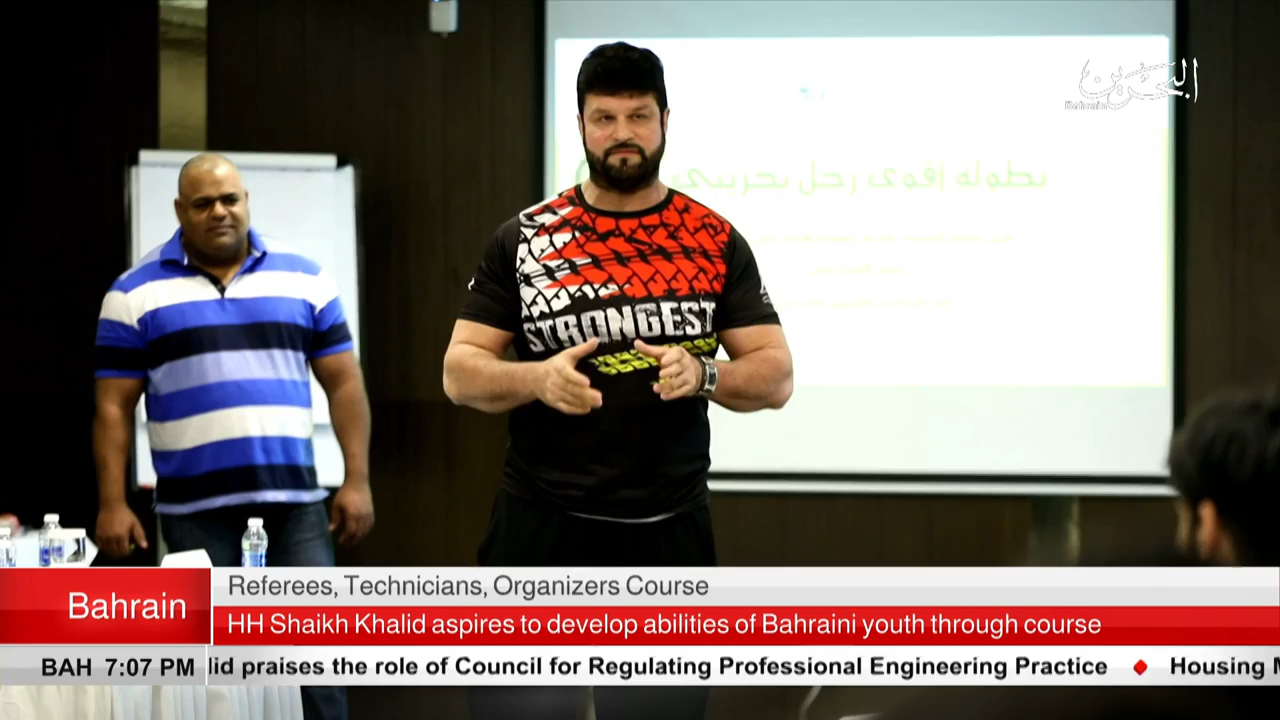 البحرين
Bahrain
بطولة أقوى رجل بحريني
STRONGEST
Bahrain
Referees, Technicians, Organizers Course
HH Shaikh Khalid aspires to develop abilities of Bahraini youth through course
BAH 7:07 PM
lid praises the role of Council for Regulating Professional Engineering Practice
Housing M